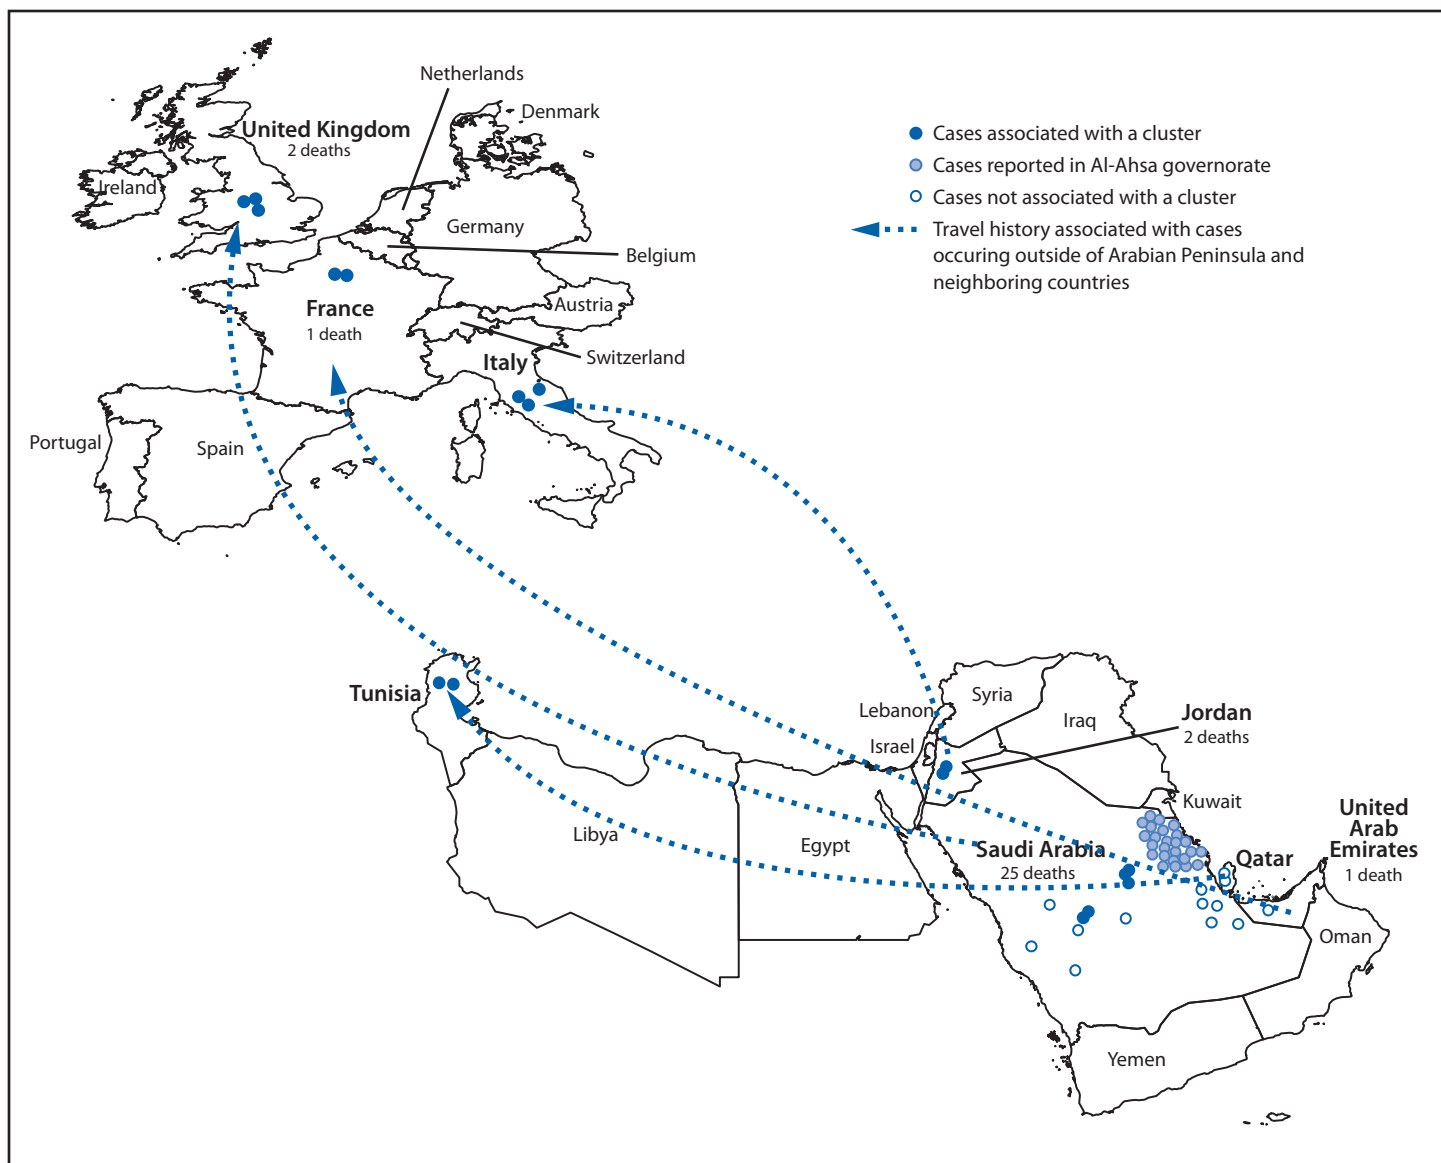 Netherlands
Denmark
United Kingdom
2 deaths
Ireland
Germany
Belgium
France
1 death
Austria
Switzerland
Italy
Portugal
Spain
Cases associated with a cluster
Cases reported in Al-Ahsa governorate
Cases not associated with a cluster
Travel history associated with cases
occuring outside of Arabian Peninsula and
neighboring countries
Tunisia
Libya
Egypt
Lebanon
Israel
Syria
Iraq
Jordan
2 deaths
Kuwait
Saudi Arabia
25 deaths
Qatar
United
Arab
Emirates
1 death
Oman
Yemen